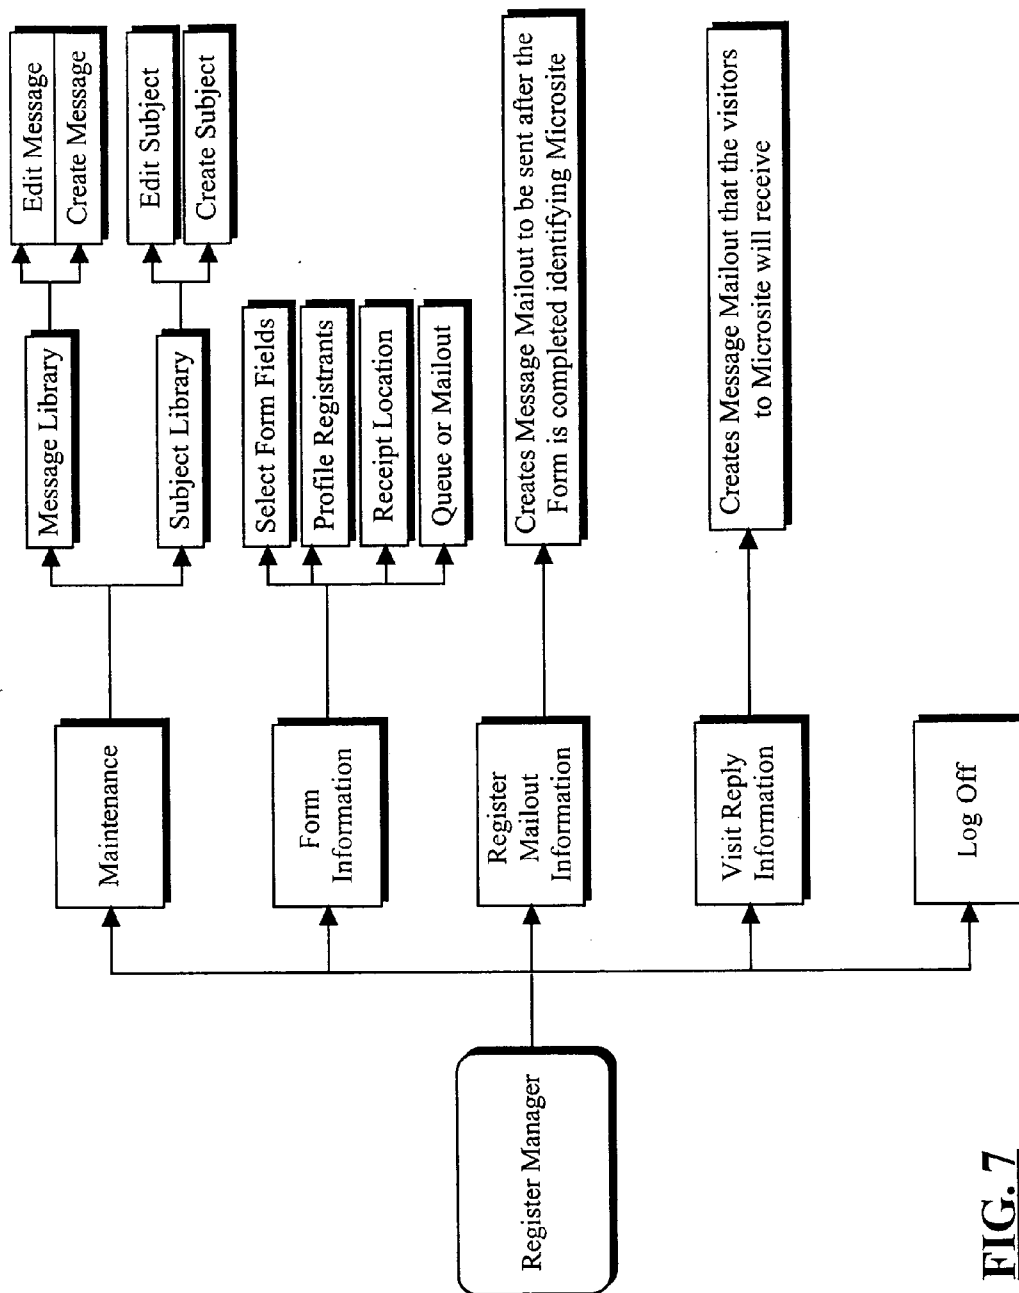 Register Manager
Maintenance
Form
Information
Register
Mailout
Information
Visit Reply
Information
Log Off
Message Library
Subject Library
Edit Message
Create Message
Edit Subject
Create Subject
Select Form Fields
Profile Registrants
Receipt Location
Queue or Mailout
Creates Message Mailout to be sent after the
Form is completed identifying Microsite
Creates Message Mailout that the visitors
to Microsite will receive
FIG. 7